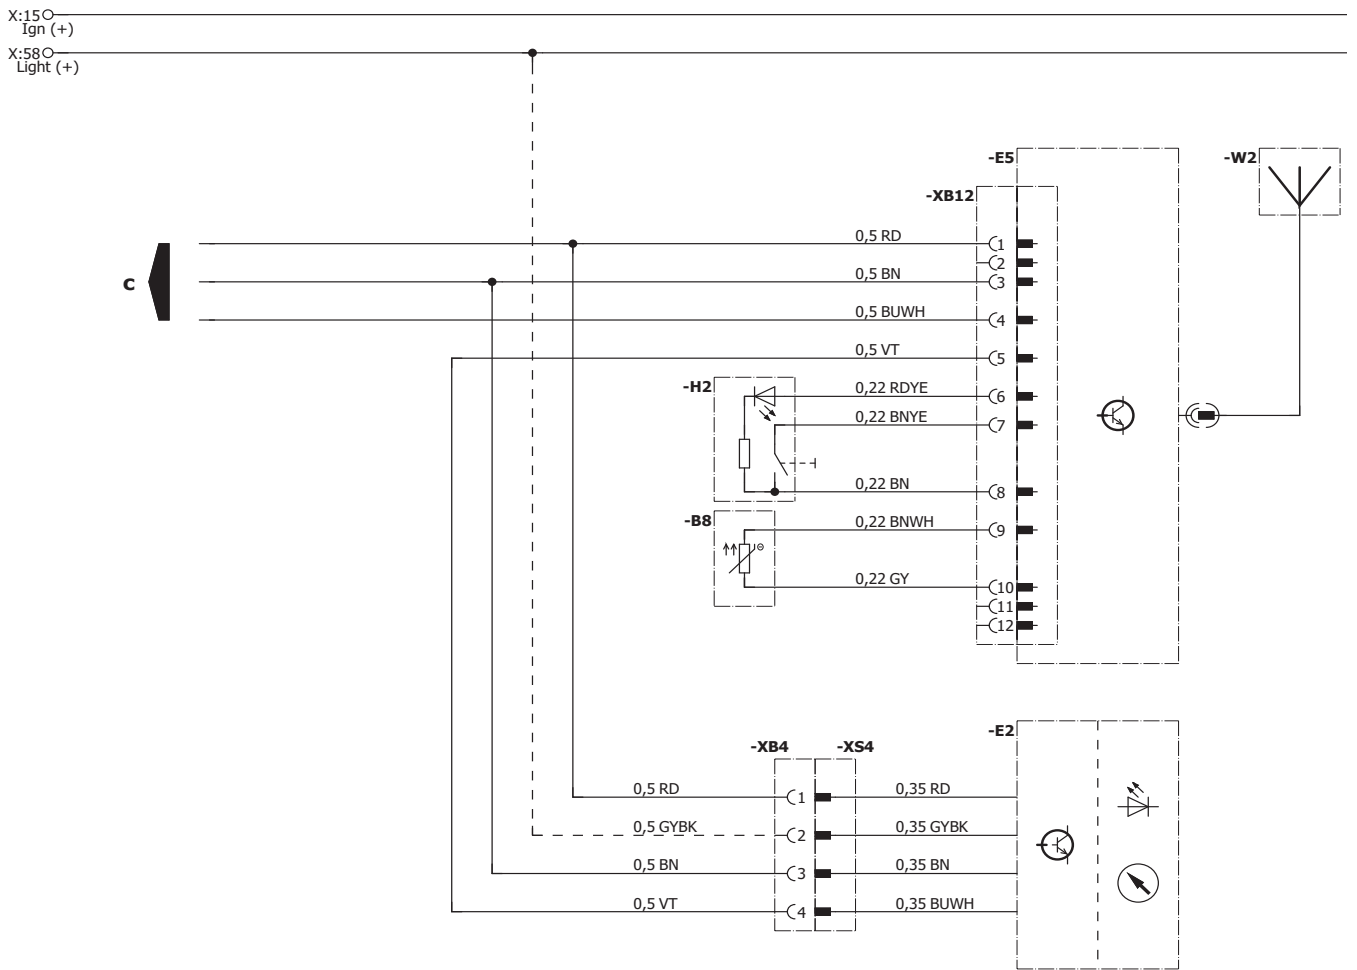 X:15
Ign (+)
X:58
Light (+)
-E5
-W2
-XB12
0,5 RD
1
2
C
0,5 BN
3
0,5 BUWH
4
0,5 VT
5
-H2
0,22 RDYE
6
0,22 BNYE
7
0,22 BN
8
-B8
0,22 BNWH
9
0,22 GY
10
11
12
-E2
-XB4
-XS4
0,5 RD
1
0,35 RD
0,5 GYBK
2
0,35 GYBK
0,5 BN
3
0,35 BN
0,5 VT
4
0,35 BUWH